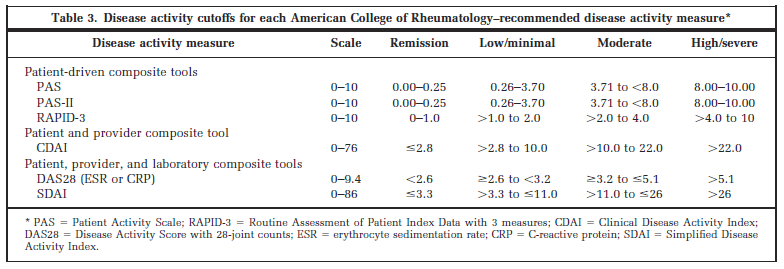 Table 3. Disease activity cutoffs for each American College of Rheumatology–recommended disease activity measure*
Disease activity measure Scale Remission Low/minimal Moderate High/severe
Patient-driven composite tools
PAS 0–10 0.00–0.25 0.26–3.70 3.71 to <8.0 8.00–10.00
PAS-II 0–10 0.00–0.25 0.26–3.70 3.71 to <8.0 8.00–10.00
RAPID-3 0–10 0–1.0 >1.0 to 2.0 >2.0 to 4.0 >4.0 to 10
Patient and provider composite tool
CDAI 0–76 ≤2.8 >2.8 to 10.0 >10.0 to 22.0 >22.0
Patient, provider, and laboratory composite tools
DAS28 (ESR or CRP) 0–9.4 <2.6 ≥2.6 to <3.2 ≥3.2 to ≤5.1 >5.1
SDAI 0–86 ≤3.3 >3.3 to ≤11.0 >11.0 to ≤26 >26
* PAS = Patient Activity Scale; RAPID-3 = Routine Assessment of Patient Index Data with 3 measures; CDAI = Clinical Disease Activity Index;
DAS28 = Disease Activity Score with 28-joint counts; ESR = erythrocyte sedimentation rate; CRP = C-reactive protein; SDAI = Simplified Disease
Activity Index.